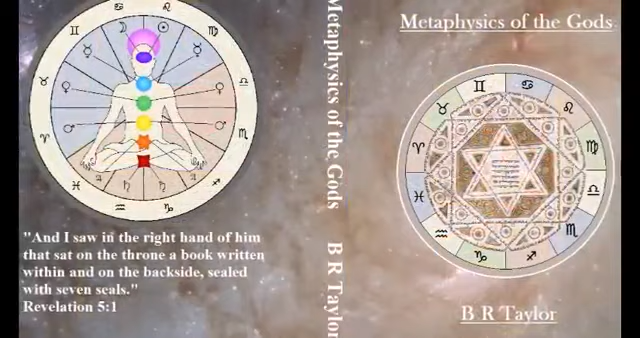 "And I saw in the right hand of him
that sat on the throne a book written
within and on the backside, sealed
with seven seals."
Revelation 5:1
Metaphysics of the Gods B R Taylor
Metaphysics of the Gods
B R Taylor